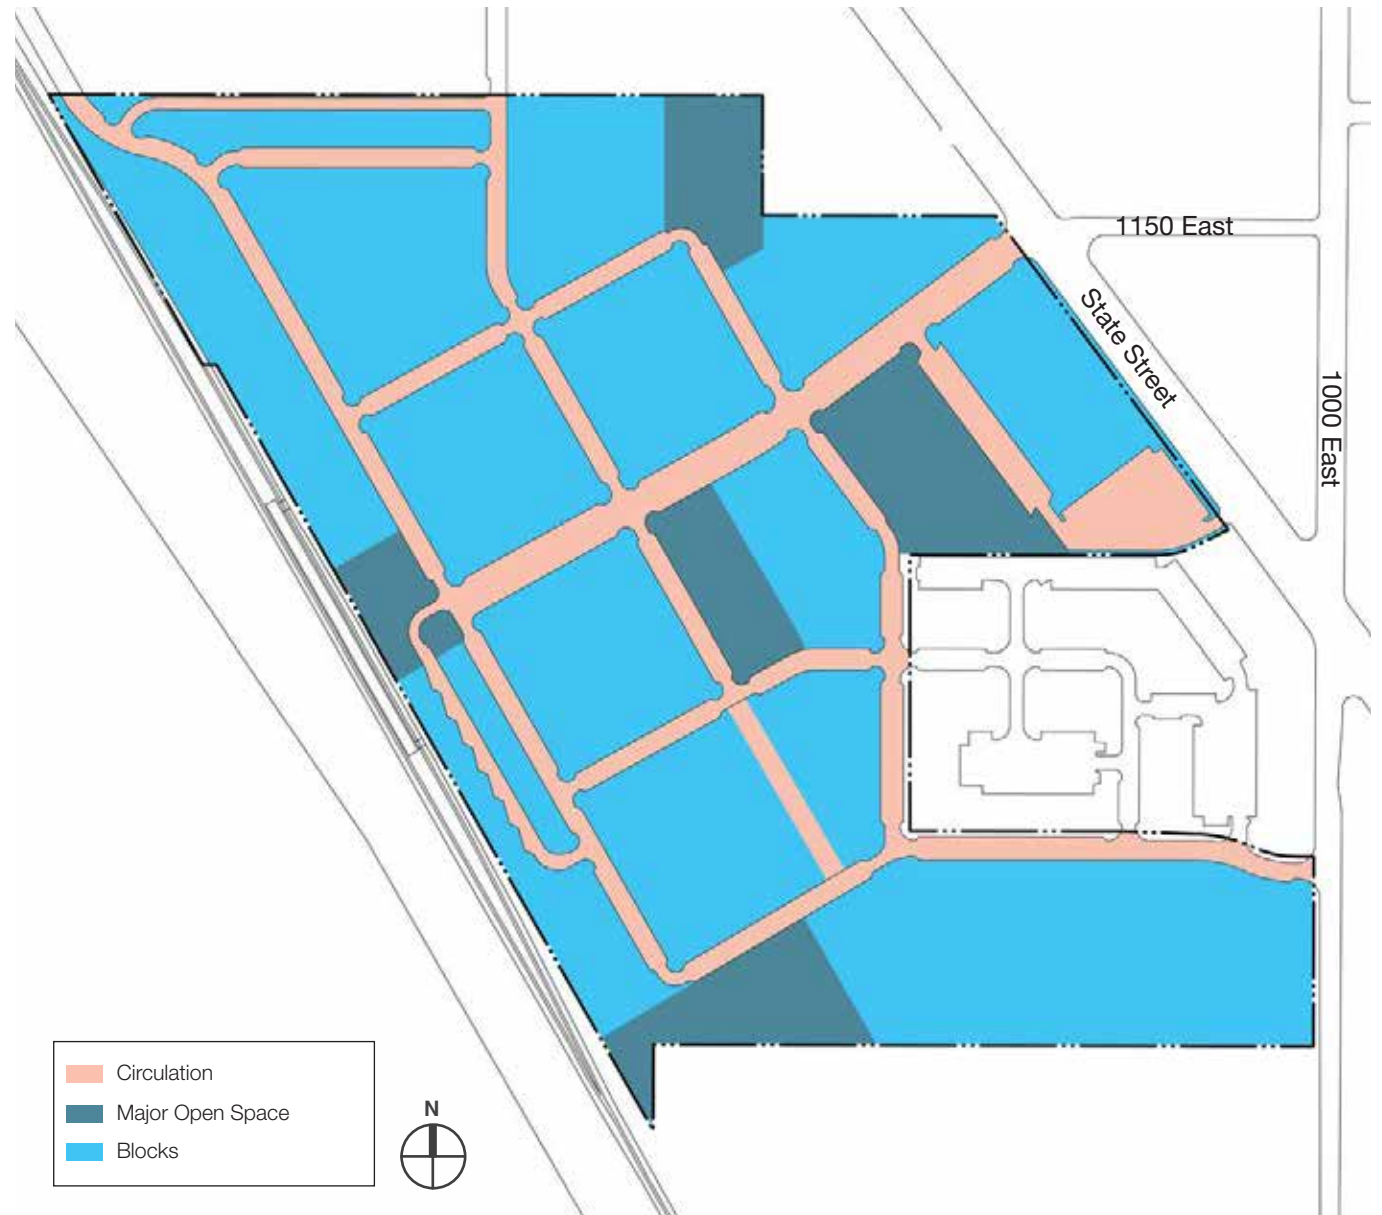 1150 East
State Street
1000 East
Circulation
Major Open Space
Blocks
N